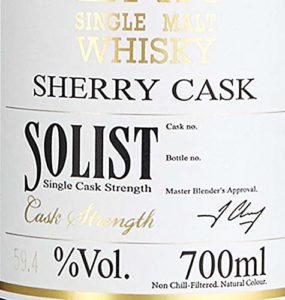 SINGLE MALT
WHISKY
SHERRY CASK
SOLIST
Single Cask Strength
Cask Strength
Cask no.
Bottle no.
Master Blender's Approval.
59.4 %Vol. 700ml
Non Chill-Filtered. Natural Colour.